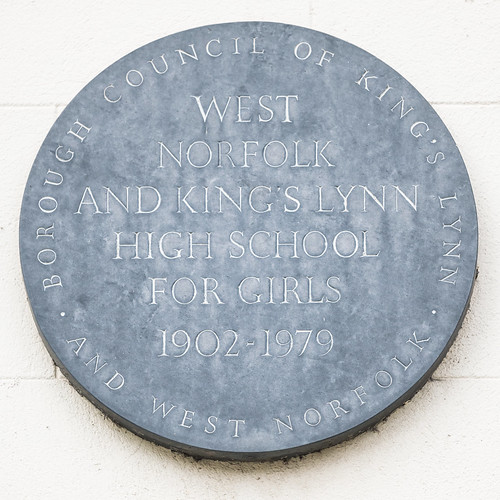 BOROUGH COUNCIL OF KING'S LYNN
WEST
NORFOLK
AND KING'S LYNN
HIGH SCHOOL
FOR GIRLS
1902-1979
· AND WEST NORFOLK ·